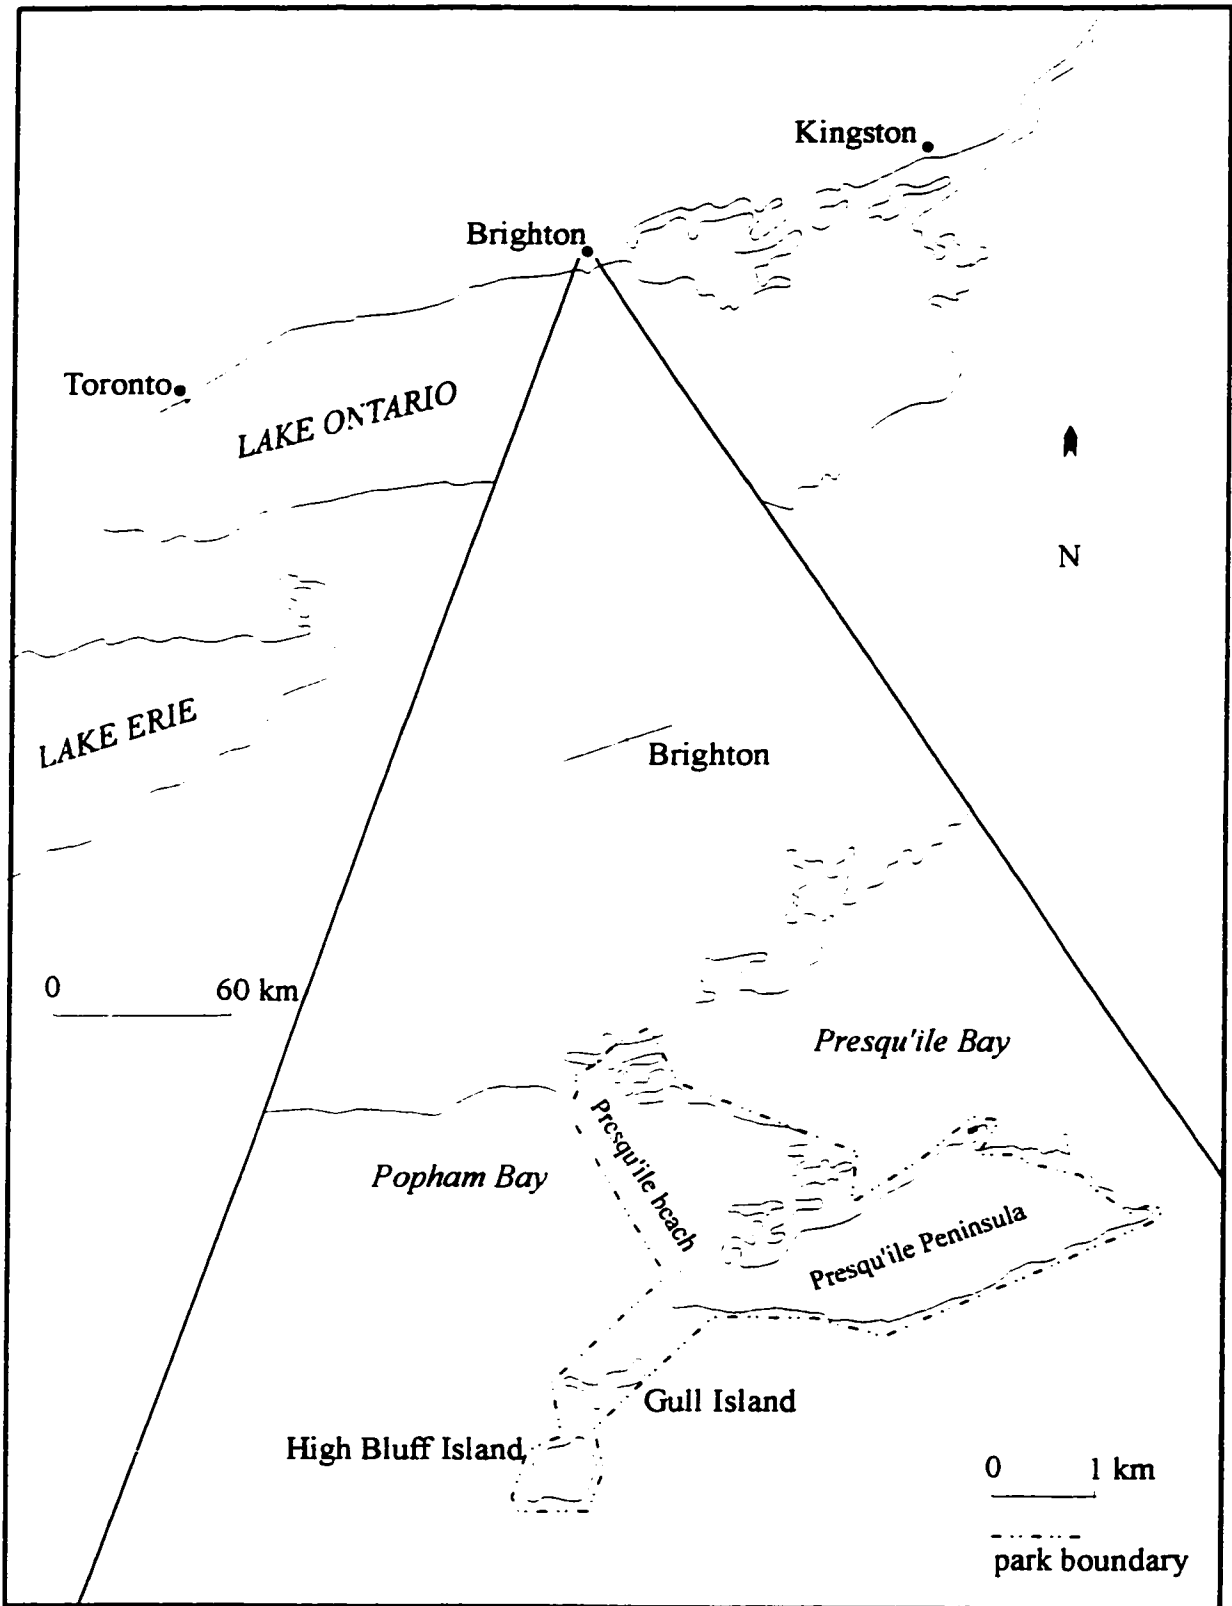 Kingston
Brighton
Toronto
LAKE ONTARIO
N
LAKE ERIE
Brighton
0 60 km
Presqu'ile Bay
Presqu'ile beach
Popham Bay
Presqu'ile Peninsula
Gull Island
High Bluff Island
0 1 km
park boundary